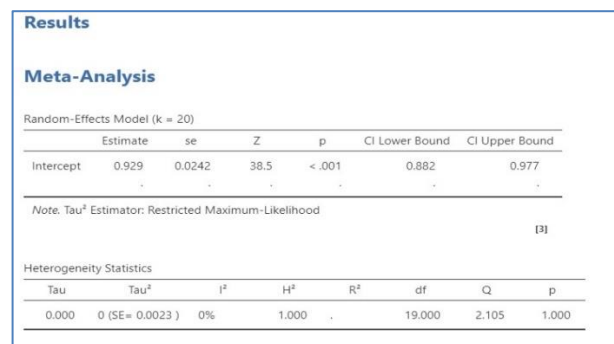 Results
Meta-Analysis
Random-Effects Model (k = 20)
Estimate se Z p CI Lower Bound CI Upper Bound
Intercept 0.929 0.0242 38.5 < .001 0.882 0.977
. . . . . .
Note. Tau² Estimator: Restricted Maximum-Likelihood
[3]
Heterogeneity Statistics
Tau Tau² I² H² R² df Q p
0.000 0 (SE= 0.0023 ) 0% 1.000 . 19.000 2.105 1.000